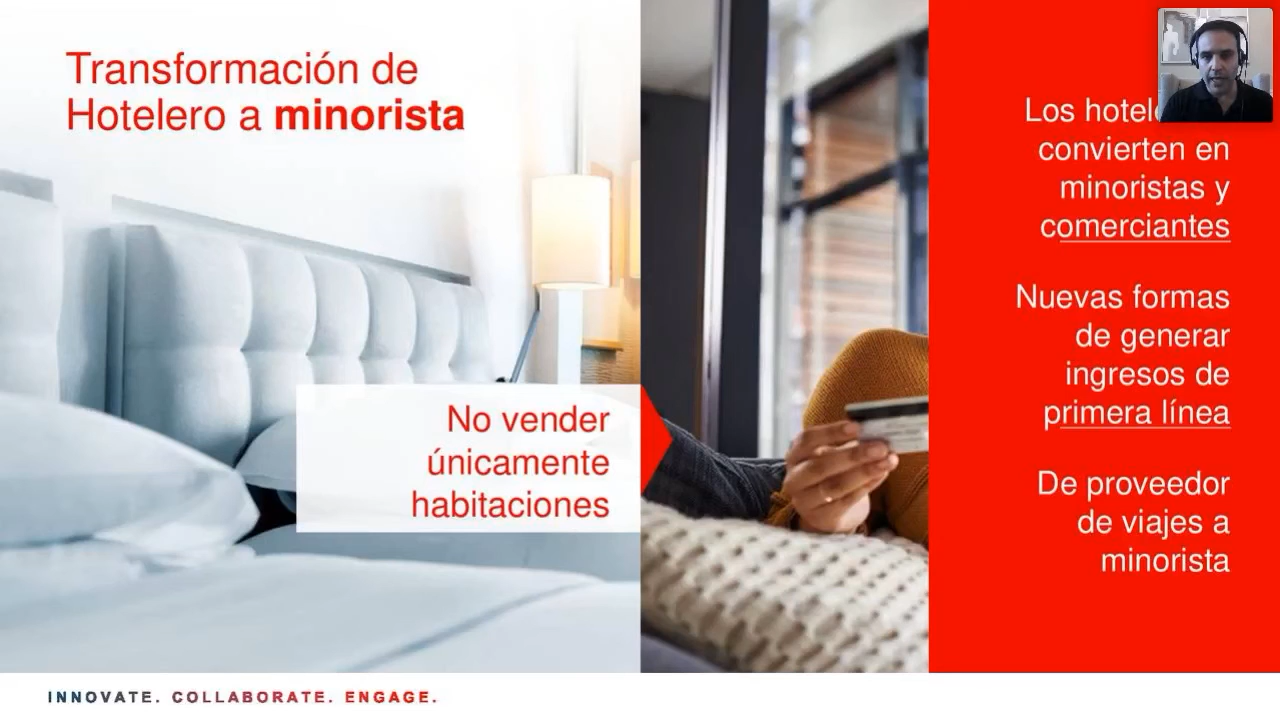 Transformación de
Hotelero a minorista
No vender
únicamente
habitaciones
Los
convierten en
minoristas y
comerciantes
Nuevas formas
de generar
ingresos de
primera línea
De proveedor
de viajes a
minorista
INNOVATE. COLLABORATE. ENGAGE.